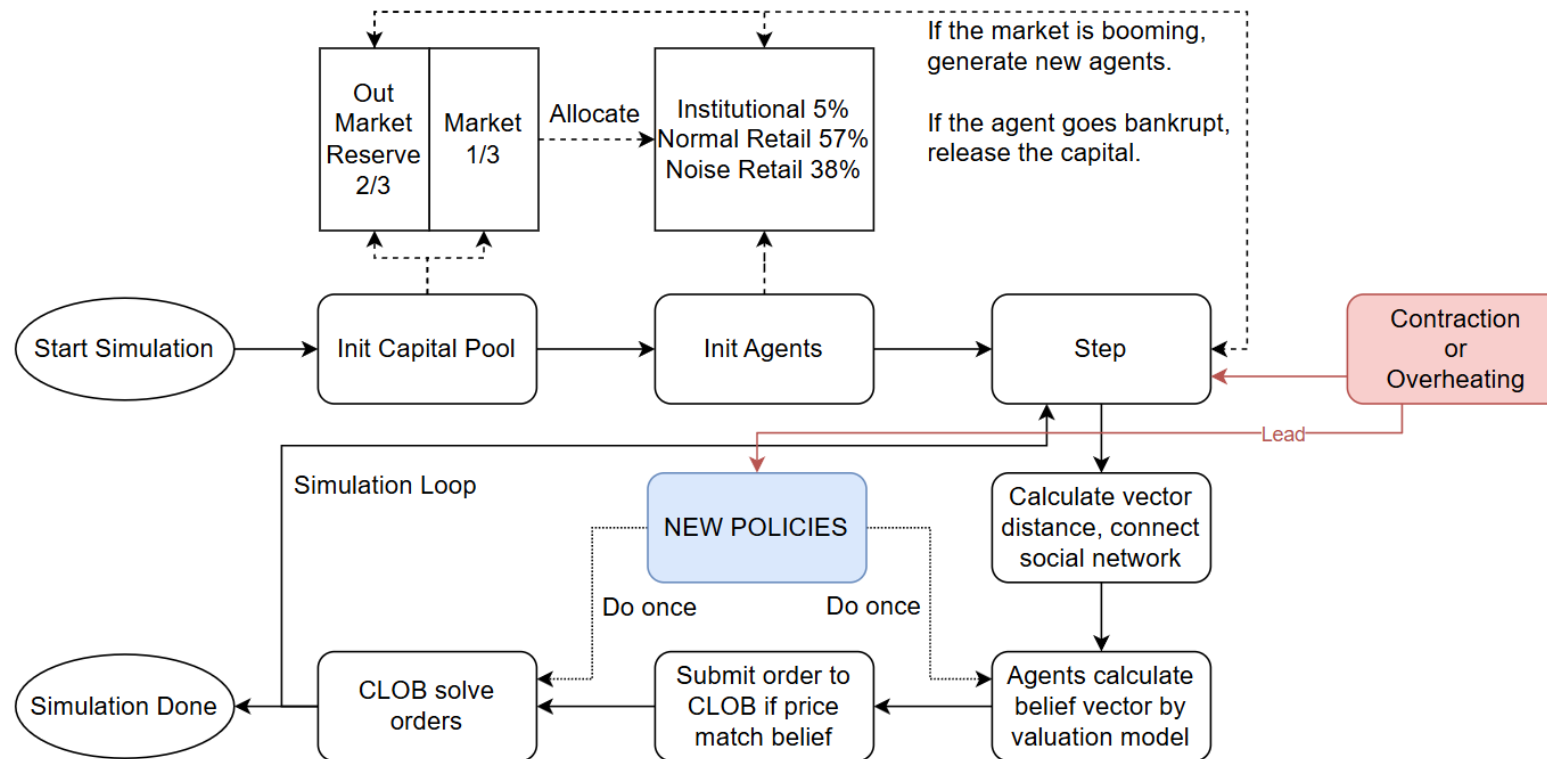 If the market is booming,
generate new agents.
If the agent goes bankrupt,
release the capital.
Out
Market
Reserve
2/3
Market
1/3
Allocate
Institutional 5%
Normal Retail 57%
Noise Retail 38%
Start Simulation
Init Capital Pool
Init Agents
Step
Contraction
or
Overheating
Lead
Simulation Loop
NEW POLICIES
Calculate vector
distance, connect
social network
Do once
Do once
Simulation Done
CLOB solve
orders
Submit order to
CLOB if price
match belief
Agents calculate
belief vector by
valuation model